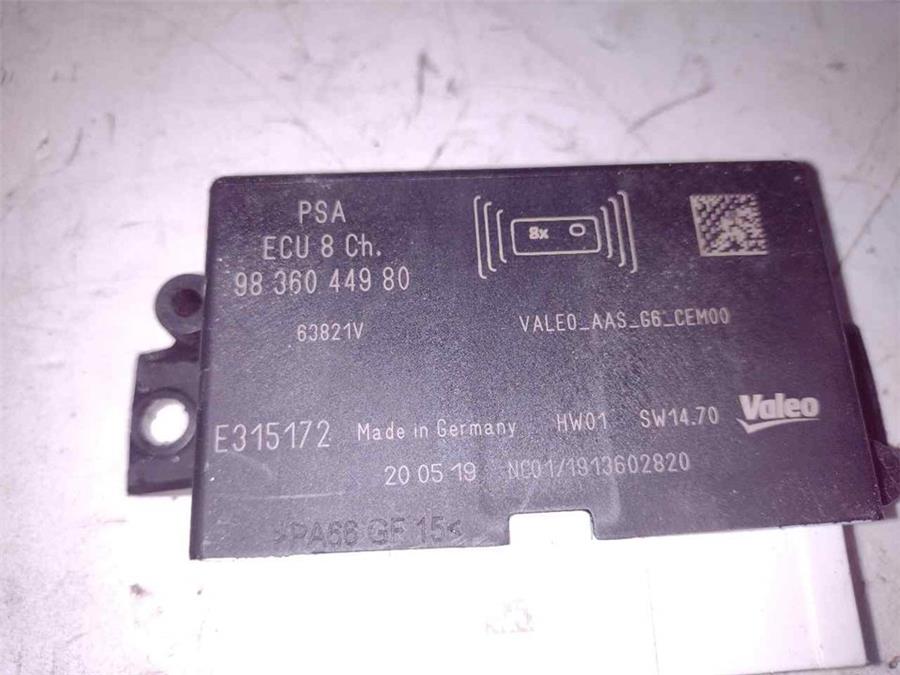 PSA
ECU 8 Ch.
98 360 449 80
63821V
8x
VALEO_AAS_G6_CEM00
Valeo
E315172 Made in Germany HW01 SW14.70
20 05 19 NC01/1913602820
>PA66 GF 15<